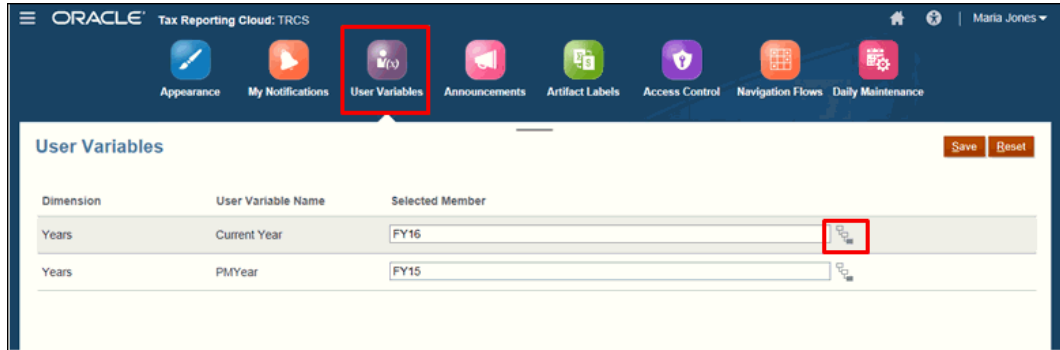 ORACLE® Tax Reporting Cloud: TRCS Maria Jones
Appearance My Notifications User Variables Announcements Artifact Labels Access Control Navigation Flows Daily Maintenance
User Variables Save Reset
Dimension User Variable Name Selected Member
Years Current Year FY16
Years PMYear FY15